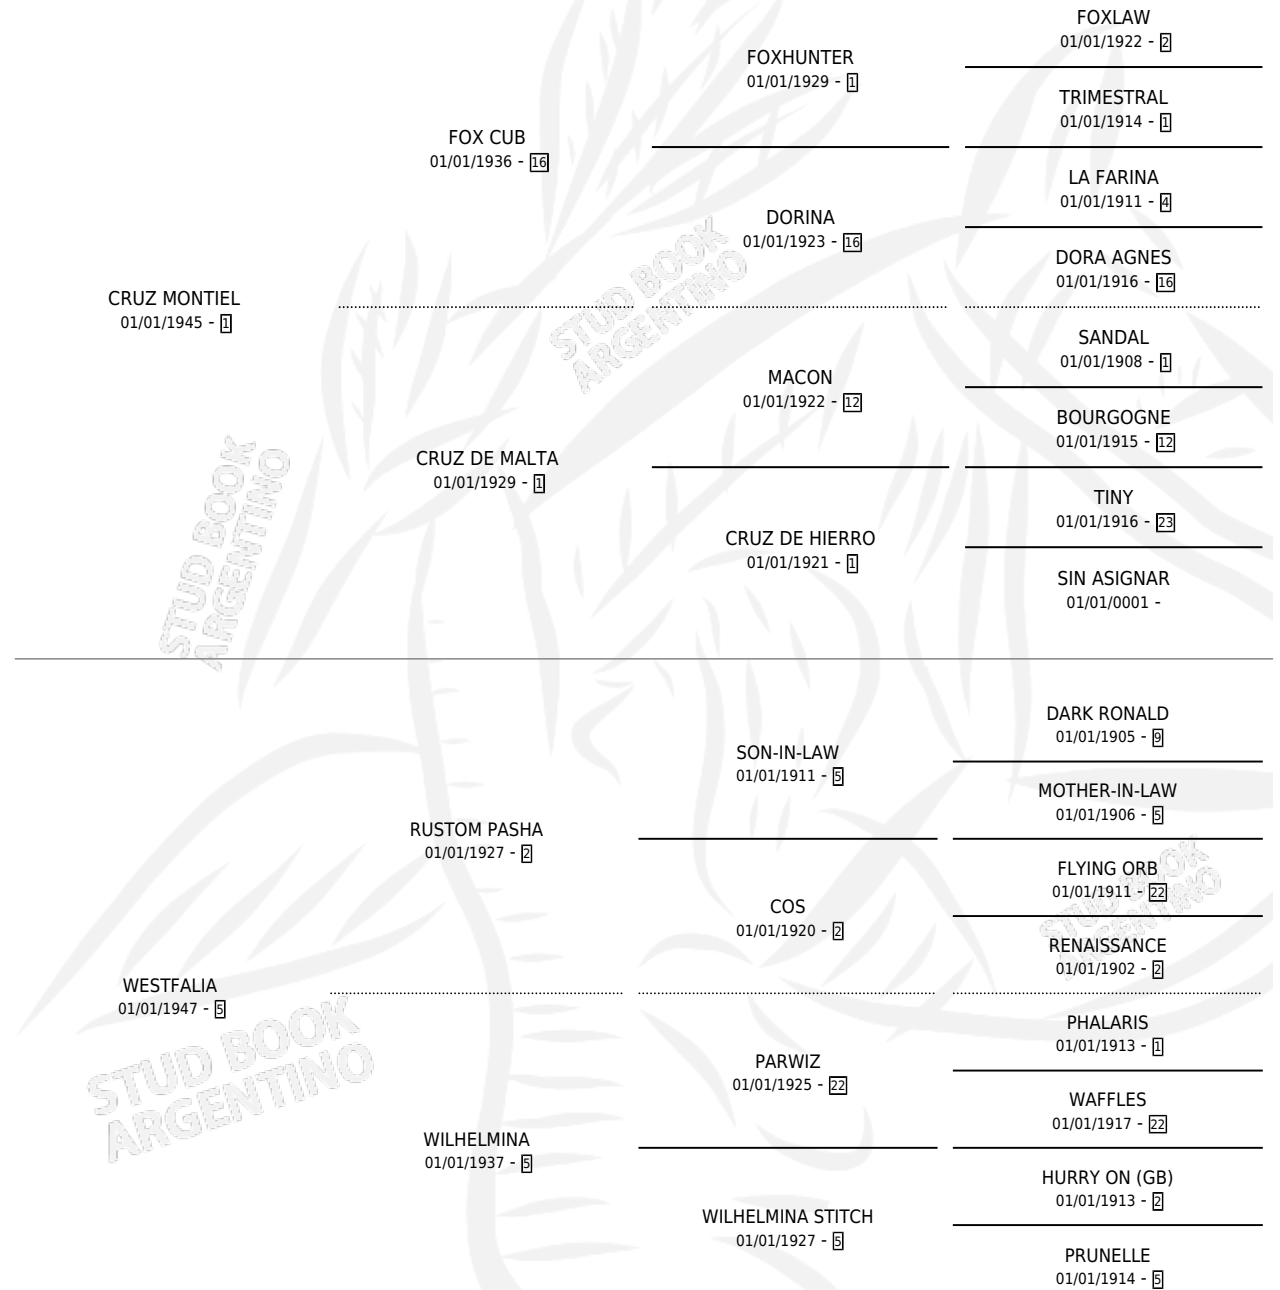 FOXLAW
01/01/1922 - 2
FOXHUNTER
01/01/1929 - 1
TRIMESTRAL
01/01/1914 - 1
FOX CUB
01/01/1936 - 16
LA FARINA
01/01/1911 - 4
DORINA
01/01/1923 - 16
DORA AGNES
01/01/1916 - 16
CRUZ MONTIEL
01/01/1945 - 1
SANDAL
01/01/1908 - 1
MACON
01/01/1922 - 12
BOURGOGNE
01/01/1915 - 12
CRUZ DE MALTA
01/01/1929 - 1
TINY
01/01/1916 - 23
CRUZ DE HIERRO
01/01/1921 - 1
SIN ASIGNAR
01/01/0001 -
DARK RONALD
01/01/1905 - 9
SON-IN-LAW
01/01/1911 - 5
MOTHER-IN-LAW
01/01/1906 - 5
RUSTOM PASHA
01/01/1927 - 2
FLYING ORB
01/01/1911 - 22
COS
01/01/1920 - 2
RENAISSANCE
01/01/1902 - 2
WESTFALIA
01/01/1947 - 5
PHALARIS
01/01/1913 - 1
PARWIZ
01/01/1925 - 22
WAFFLES
01/01/1917 - 22
WILHELMINA
01/01/1937 - 5
HURRY ON (GB)
01/01/1913 - 2
WILHELMINA STITCH
01/01/1927 - 5
PRUNELLE
01/01/1914 - 5
STUD BOOK
ARGENTINO
STUD BOOK
ARGENTINO
STUD BOOK
ARGENTINO
STUD BOOK
ARGENTINO